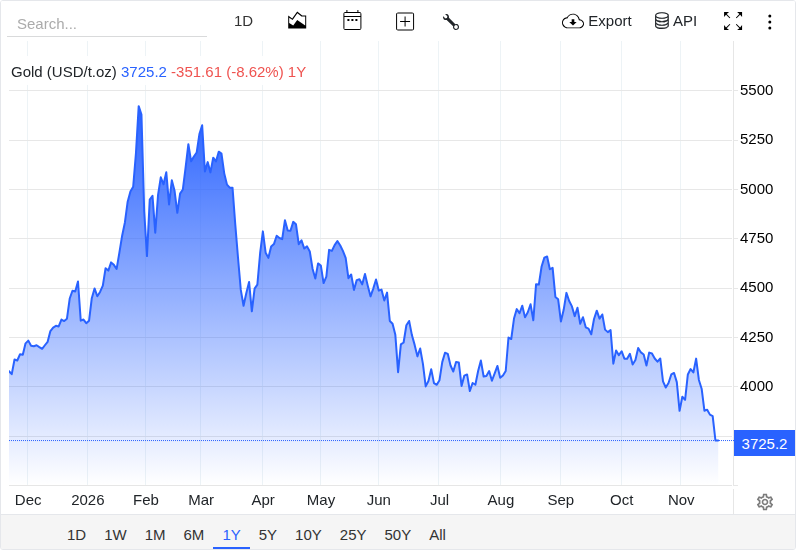 Search... 1D Export API
Gold (USD/t.oz) 3725.2 -351.61 (-8.62%) 1Y
5500
5250
5000
4750
4500
4250
4000
3725.2
Dec 2026 Feb Mar Apr May Jun Jul Aug Sep Oct Nov
1D 1W 1M 6M 1Y 5Y 10Y 25Y 50Y All